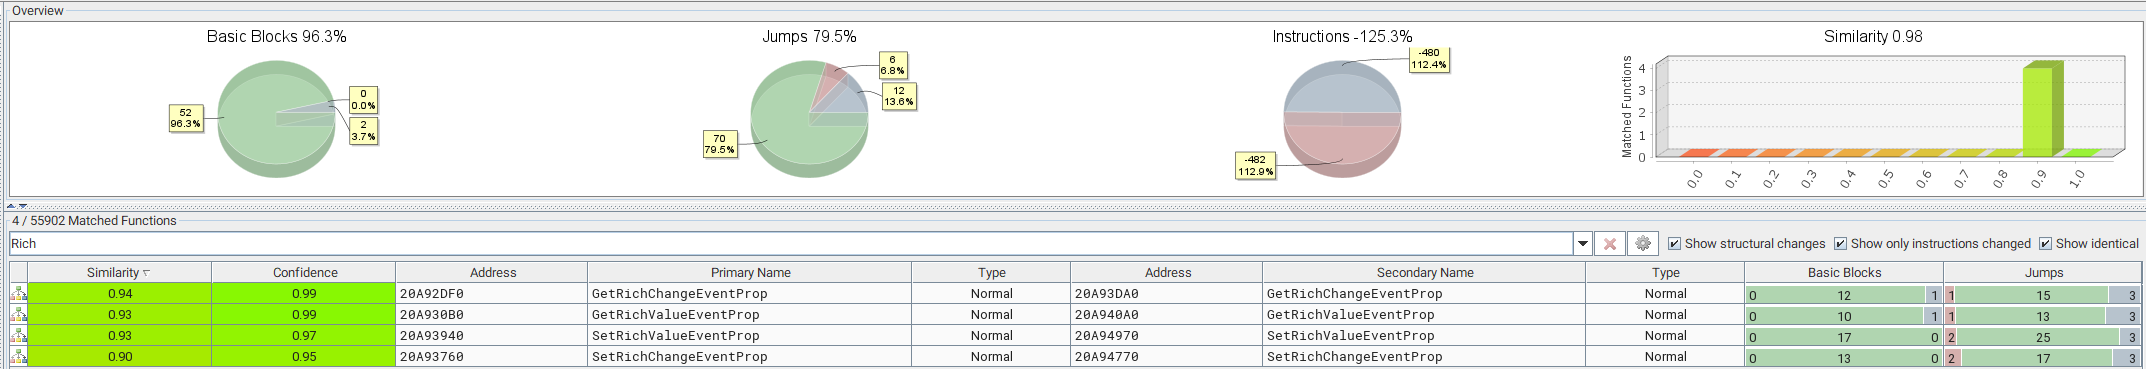 Overview
Basic Blocks 96.3%
Jumps 79.5%
Instructions -125.3%
Similarity 0.98
52
96.3%
0
0.0%
2
3.7%
6
6.8%
12
13.6%
70
79.5%
-480
112.4%
-482
112.9%
Matched Functions
4
3
2
1
0
0.0 0.1 0.2 0.3 0.4 0.5 0.6 0.7 0.8 0.9 1.0
4 / 55902 Matched Functions
Rich Show structural changes Show only instructions changed Show identical
Similarity Confidence Address Primary Name Type Address Secondary Name Type Basic Blocks Jumps
0.94 0.99 20A92DF0 GetRichChangeEventProp Normal 20A93DA0 GetRichChangeEventProp Normal 0 12 1 1 15 3
0.93 0.99 20A930B0 GetRichValueEventProp Normal 20A940A0 GetRichValueEventProp Normal 0 10 1 1 13 3
0.93 0.97 20A93940 SetRichValueEventProp Normal 20A94970 SetRichValueEventProp Normal 0 17 0 2 25 3
0.90 0.95 20A93760 SetRichChangeEventProp Normal 20A94770 SetRichChangeEventProp Normal 0 13 0 2 17 3